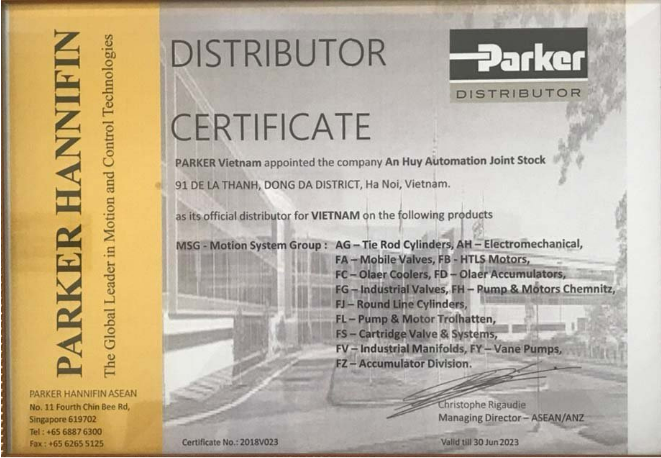 PARKER HANNIFIN
The Global Leader in Motion and Control Technologies
DISTRIBUTOR
CERTIFICATE
Parker
DISTRIBUTOR
PARKER Vietnam appointed the company An Huy Automation Joint Stock
91 DE LA THANH, DONG DA DISTRICT, Ha Noi, Vietnam.
as its official distributor for VIETNAM on the following products
MSG - Motion System Group : AG – Tie Rod Cylinders, AH – Electromechanical,
FA – Mobile Valves, FB - HTLS Motors,
FC – Olaer Coolers, FD – Olaer Accumulators,
FG – Industrial Valves, FH – Pump & Motors Chemnitz,
FJ – Round Line Cylinders,
FL – Pump & Motor Trolhatten,
FS – Cartridge Valve & Systems,
FV – Industrial Manifolds, FY – Vane Pumps,
FZ – Accumulator Division.
PARKER HANNIFIN ASEAN
No. 11 Fourth Chin Bee Rd,
Singapore 619702
Tel : +65 6887 6300
Fax : +65 6265 5125
Christophe Rigaudie
Managing Director – ASEAN/ANZ
Certificate No.: 2018V023
Valid till 30 Jun 2023